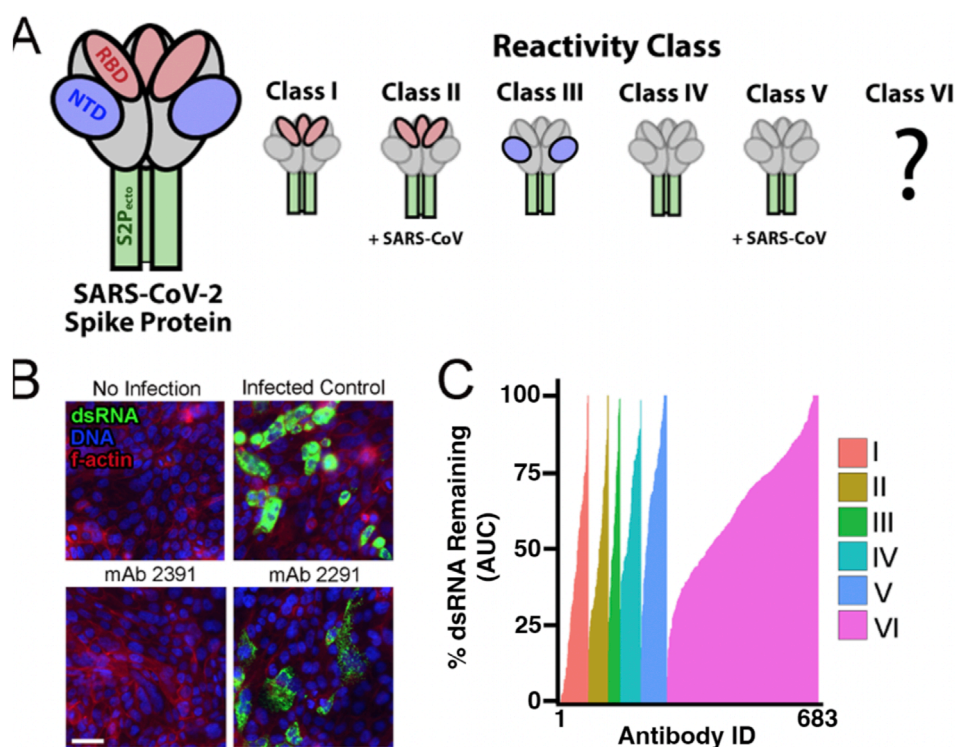 A
RBD
NTD
S2Pecto
SARS-CoV-2
Spike Protein
Reactivity Class
Class I
Class II
Class III
Class IV
Class V
Class VI
+ SARS-CoV
+ SARS-CoV
?
B
No Infection
Infected Control
dsRNA
DNA
f-actin
mAb 2391
mAb 2291
C
% dsRNA Remaining
(AUC)
100
75
50
25
0
1
683
Antibody ID
I
II
III
IV
V
VI